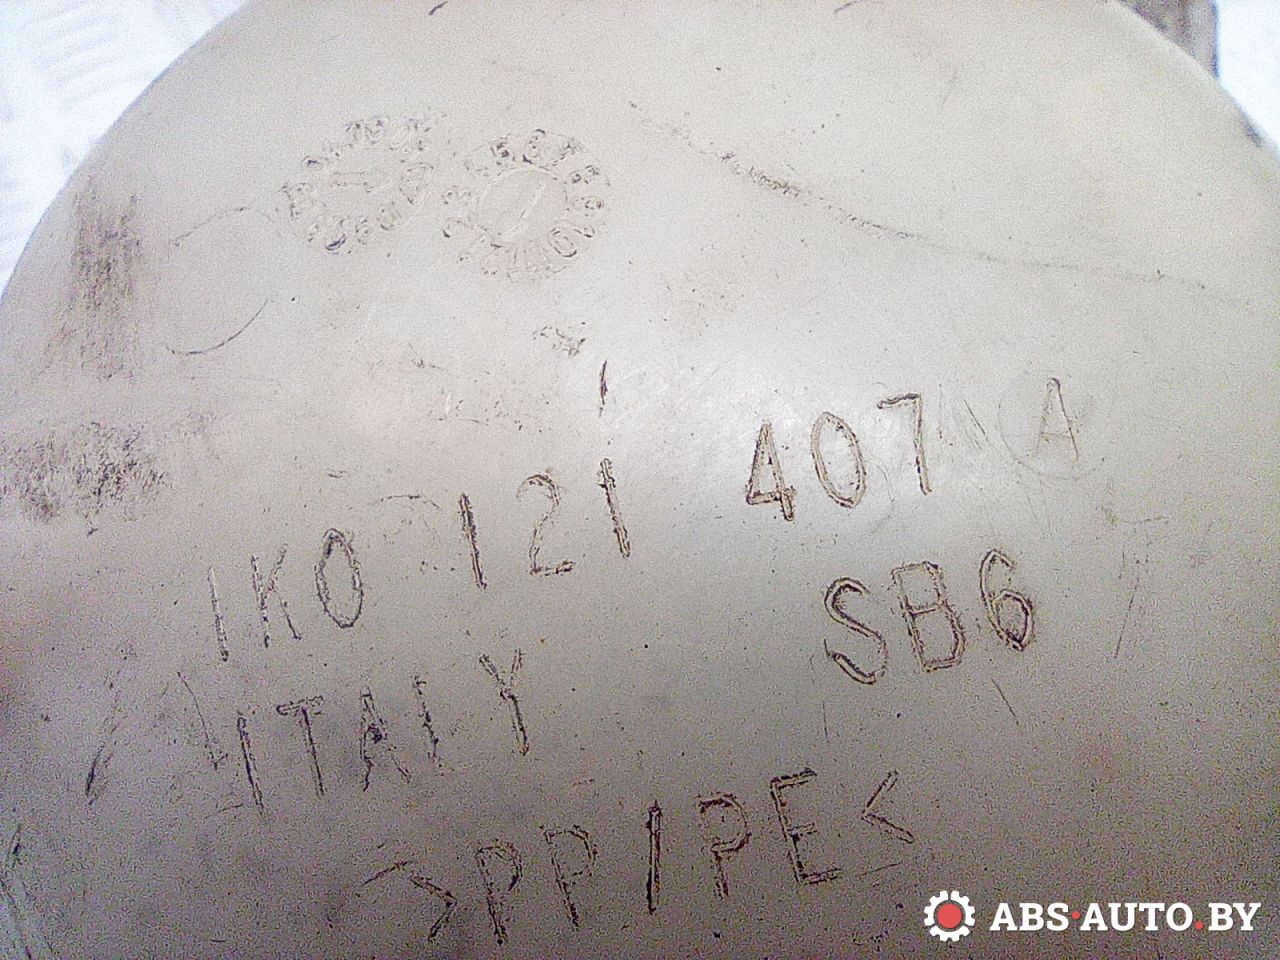 1K0 121 407 A
SB6
ITALY
>PP/PE<
ABS·AUTO.BY